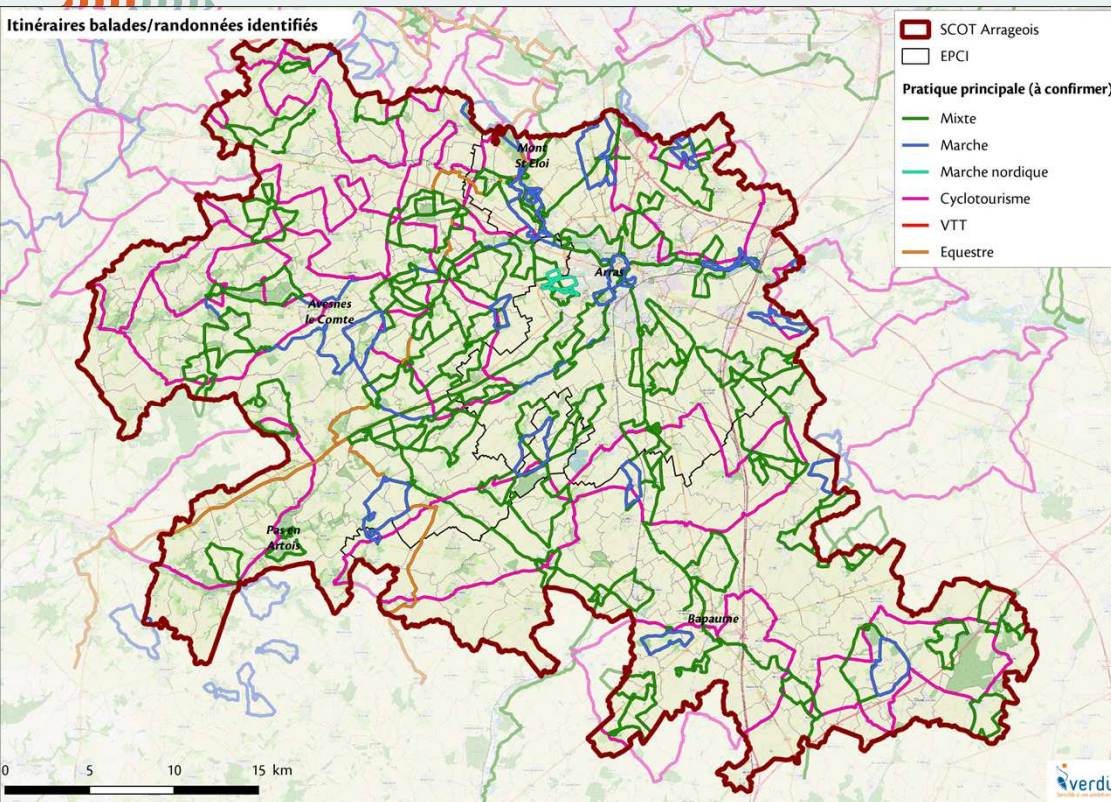 Itinéraires balades/randonnées identifiés
SCOT Arrageois
EPCI
Pratique principale (à confirmer)
Mixte
Marche
Marche nordique
Cyclotourisme
VTT
Equestre
Mont
St Eloi
Arras
Avesnes
le Comte
Pas en
Artois
Bapaume
0 5 10 15 km
verdi